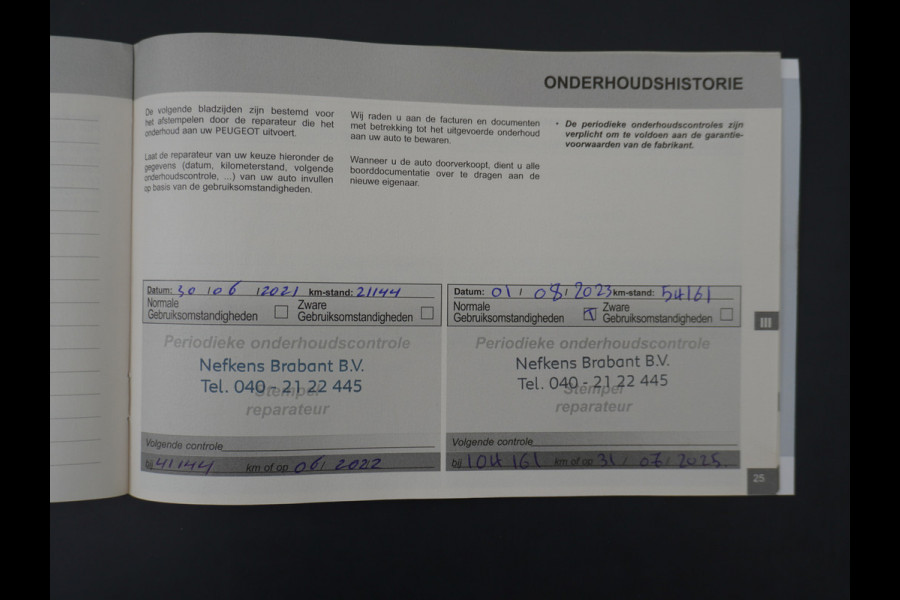 ONDERHOUDSHISTORIE
De volgende bladzijden zijn bestemd voor
het afstempelen door de reparateur die het
onderhoud aan uw PEUGEOT uitvoert.
Laat de reparateur van uw keuze hieronder de
gegevens (datum, kilometerstand, volgende
onderhoudscontrole, ...) van uw auto invullen
op basis van de gebruiksomstandigheden.
Wij raden u aan de facturen en documenten
met betrekking tot het uitgevoerde onderhoud
aan uw auto te bewaren.
Wanneer u de auto doorverkoopt, dient u alle
boorddocumentatie over te dragen aan de
nieuwe eigenaar.
• De periodieke onderhoudscontroles zijn
verplicht om te voldoen aan de garantie-
voorwaarden van de fabrikant.
Datum: 30 / 06 / 2021 km-stand: 21144
Normale Zware
Gebruiksomstandigheden Gebruiksomstandigheden
Periodieke onderhoudscontrole
Nefkens Brabant B.V.
Tel. 040 - 21 22 445
Stempel
reparateur
Volgende controle
bij 41144 km of op 06/ 2022
Datum: 01 / 08 / 2023 km-stand: 54161
Normale Zware
Gebruiksomstandigheden Gebruiksomstandigheden
Periodieke onderhoudscontrole
Nefkens Brabant B.V.
Tel. 040 - 21 22 445
Stempel
reparateur
Volgende controle
bij 104161 km of op 31/ 07/ 2025
III
25